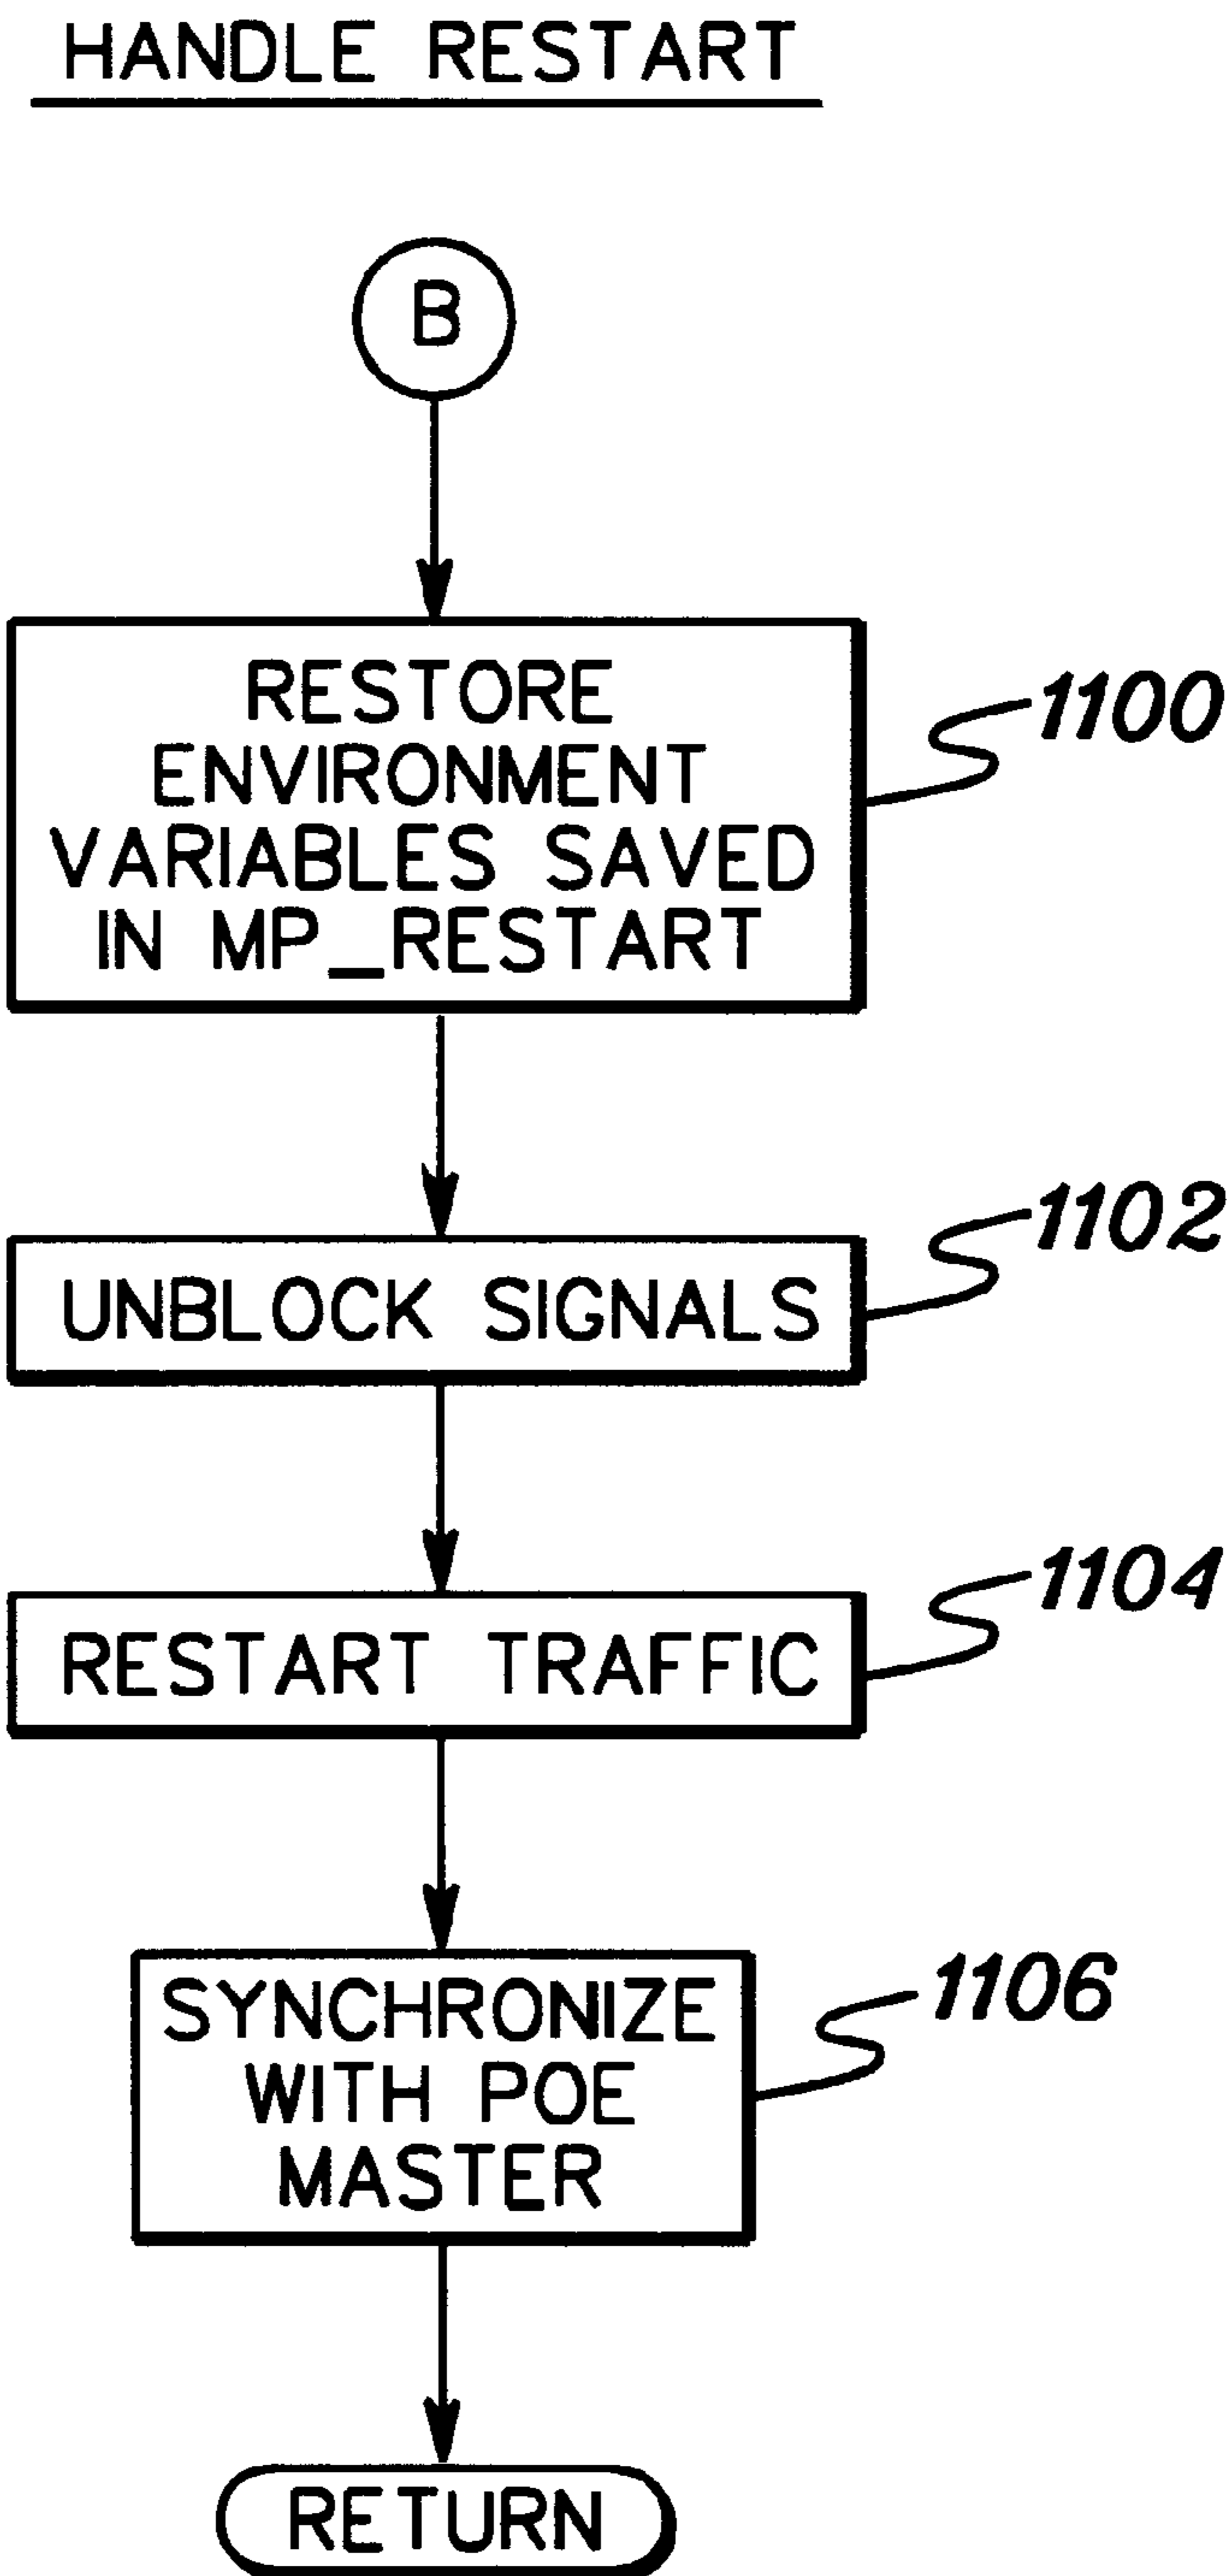 HANDLE RESTART
B
RESTORE
ENVIRONMENT
VARIABLES SAVED
IN MP_RESTART
1100
UNBLOCK SIGNALS
1102
RESTART TRAFFIC
1104
SYNCHRONIZE
WITH POE
MASTER
1106
RETURN